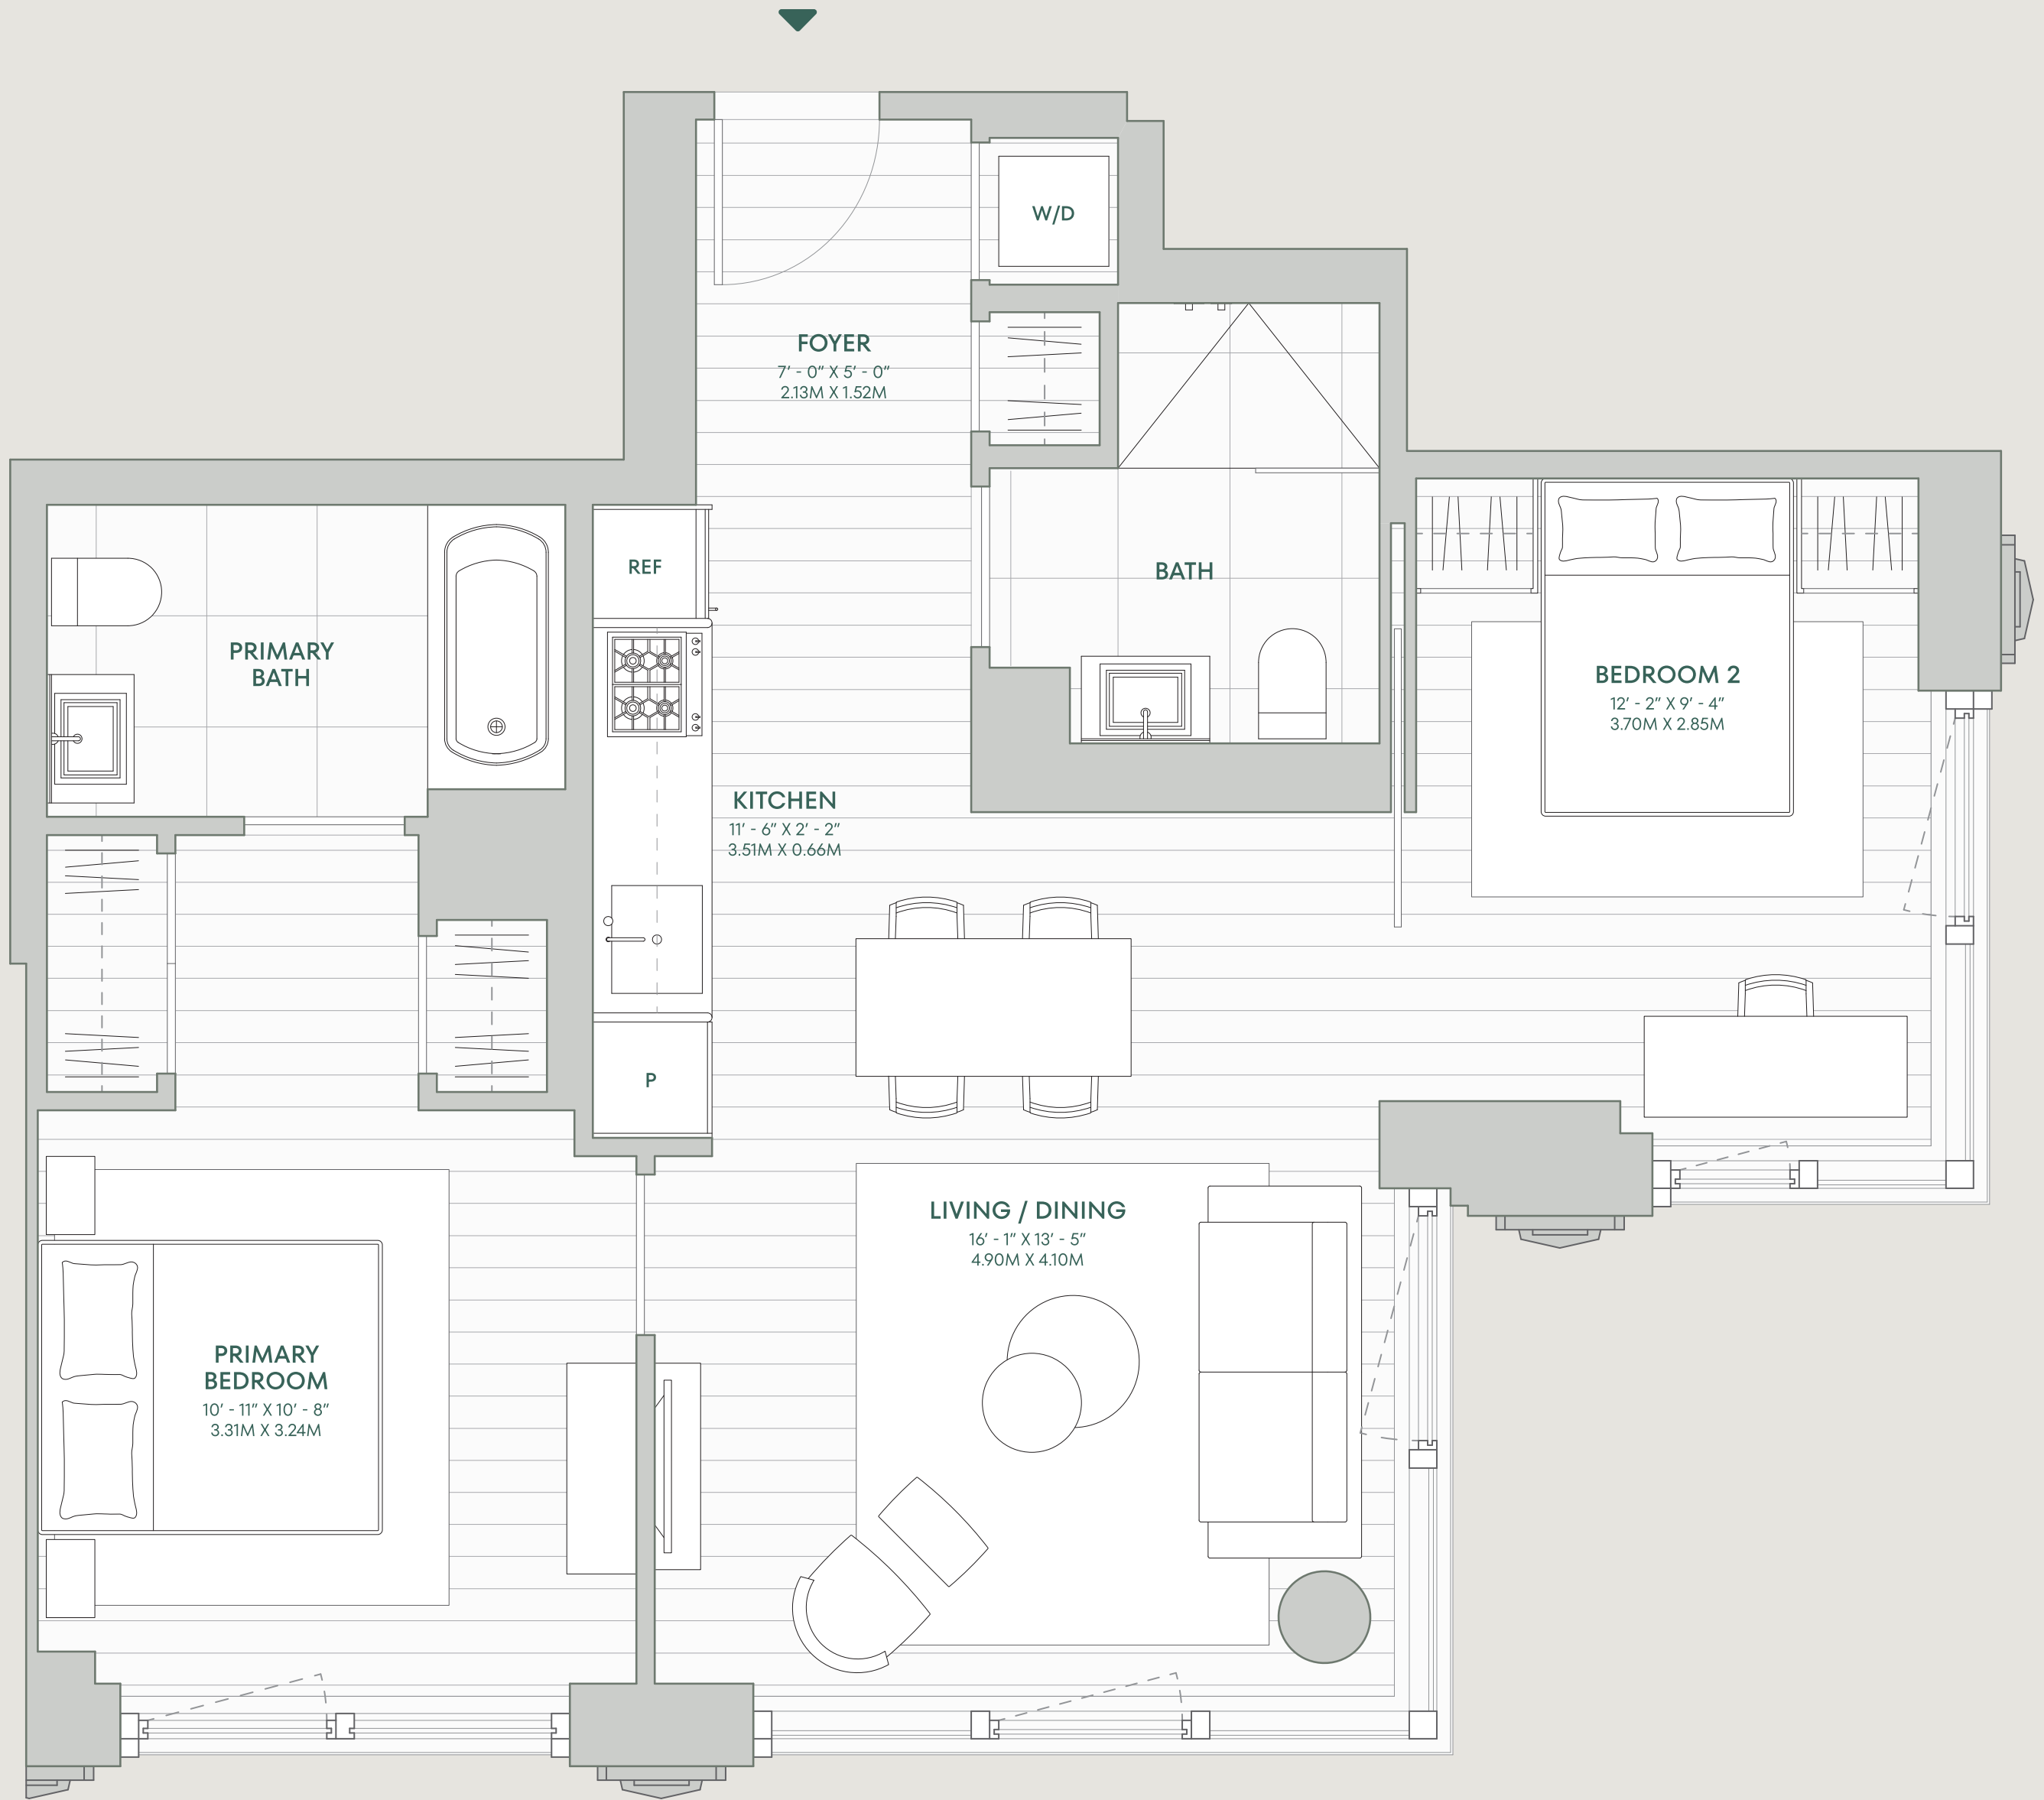 W/D
FOYER
7' - 0” X 5' - 0”
2.13M X 1.52M
REF
BATH
PRIMARY
BATH
BEDROOM 2
12' - 2” X 9' - 4”
3.70M X 2.85M
KITCHEN
11' - 6” X 2' - 2”
3.51M X 0.66M
P
LIVING / DINING
16' - 1” X 13' - 5”
4.90M X 4.10M
PRIMARY
BEDROOM
10' - 11” X 10' - 8”
3.31M X 3.24M